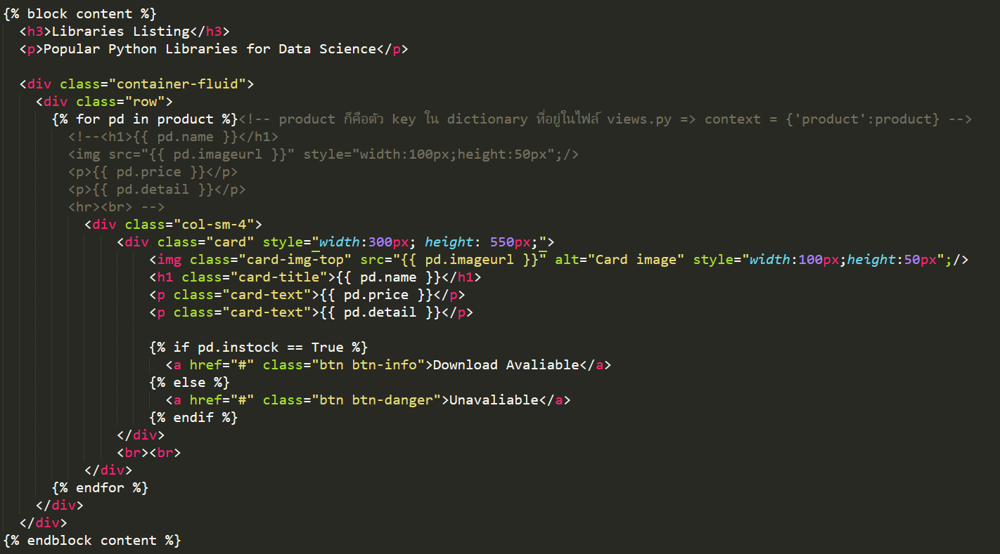 {% block content %}
<h3>Libraries Listing</h3>
<p>Popular Python Libraries for Data Science</p>
<div class="container-fluid">
<div class="row">
{% for pd in product %}<!-- product ก็คือตัว key ใน dictionary ที่อยู่ในไฟล์ views.py => context = {'product':product} -->
<!--<h1>{{ pd.name }}</h1>
<img src="{{ pd.imageurl }}" style="width:100px;height:50px";/>
<p>{{ pd.price }}</p>
<p>{{ pd.detail }}</p>
<hr><br> -->
<div class="col-sm-4">
<div class="card" style="width:300px; height: 550px;">
<img class="card-img-top" src="{{ pd.imageurl }}" alt="Card image" style="width:100px;height:50px";/>
<h1 class="card-title">{{ pd.name }}</h1>
<p class="card-text">{{ pd.price }}</p>
<p class="card-text">{{ pd.detail }}</p>
{% if pd.instock == True %}
<a href="#" class="btn btn-info">Download Avaliable</a>
{% else %}
<a href="#" class="btn btn-danger">Unavaliable</a>
{% endif %}
</div>
<br><br>
</div>
{% endfor %}
</div>
</div>
{% endblock content %}